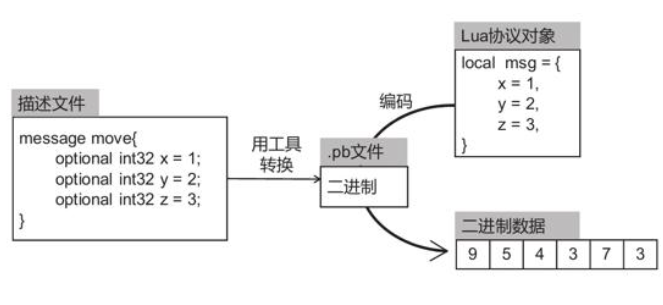 描述文件
message move{
optional int32 x = 1;
optional int32 y = 2;
optional int32 z = 3;
}
用工具
转换
.pb文件
二进制
编码
Lua协议对象
local msg = {
x = 1,
y = 2,
z = 3,
}
二进制数据
9 5 4 3 7 3